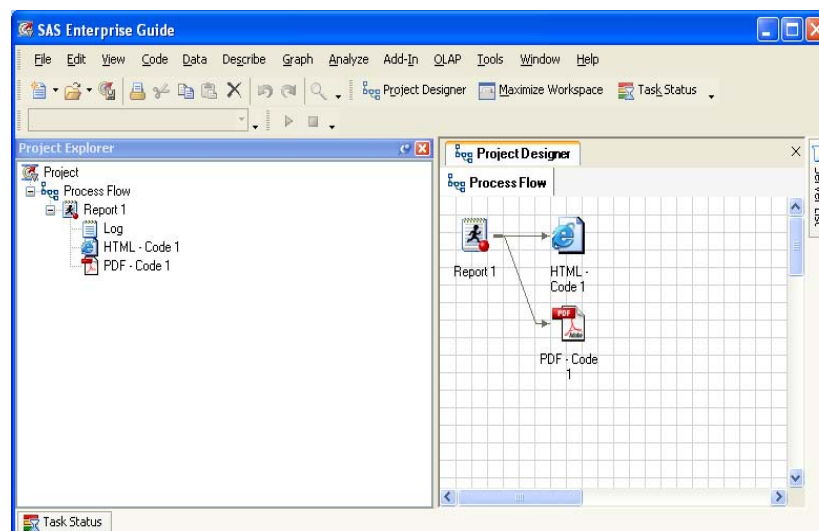 SAS Enterprise Guide
File Edit View Code Data Describe Graph Analyze Add-In OLAP Tools Window Help
Project Designer Maximize Workspace Task Status
Project Explorer
Project
Process Flow
Report 1
Log
HTML - Code 1
PDF - Code 1
Project Designer
Process Flow
Report 1
HTML -
Code 1
PDF
Adobe
PDF - Code
1
Task Status